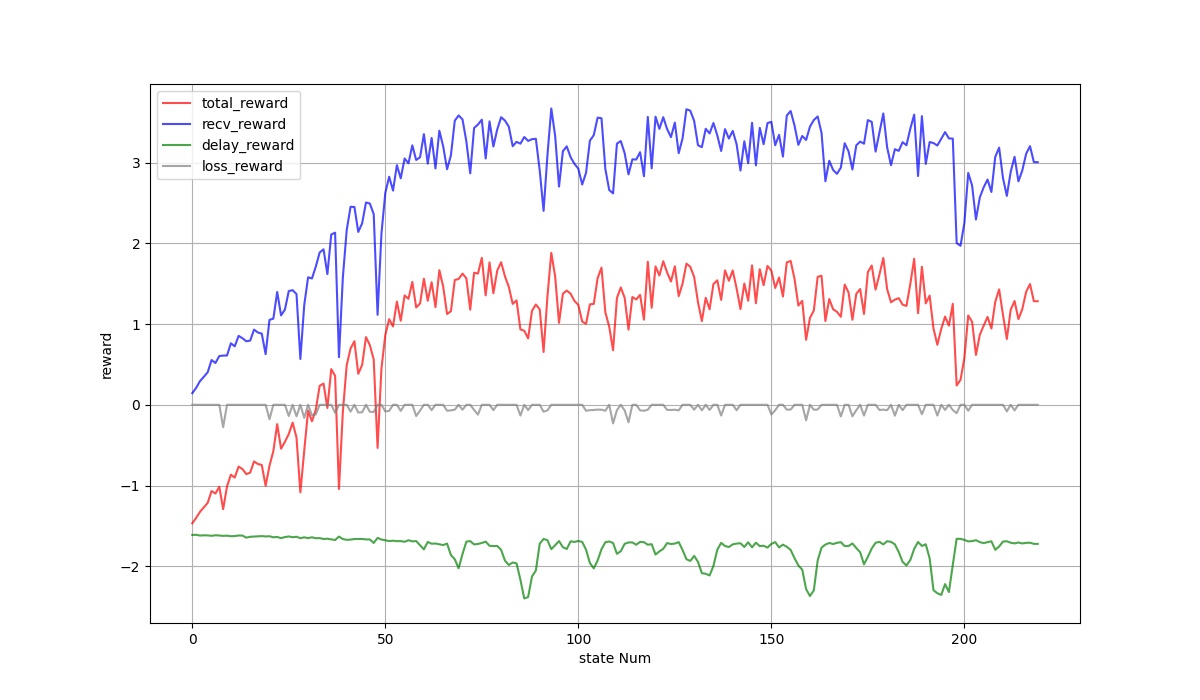 total_reward
recv_reward
delay_reward
loss_reward
3
2
1
0
−1
−2
reward
0 50 100 150 200
state Num